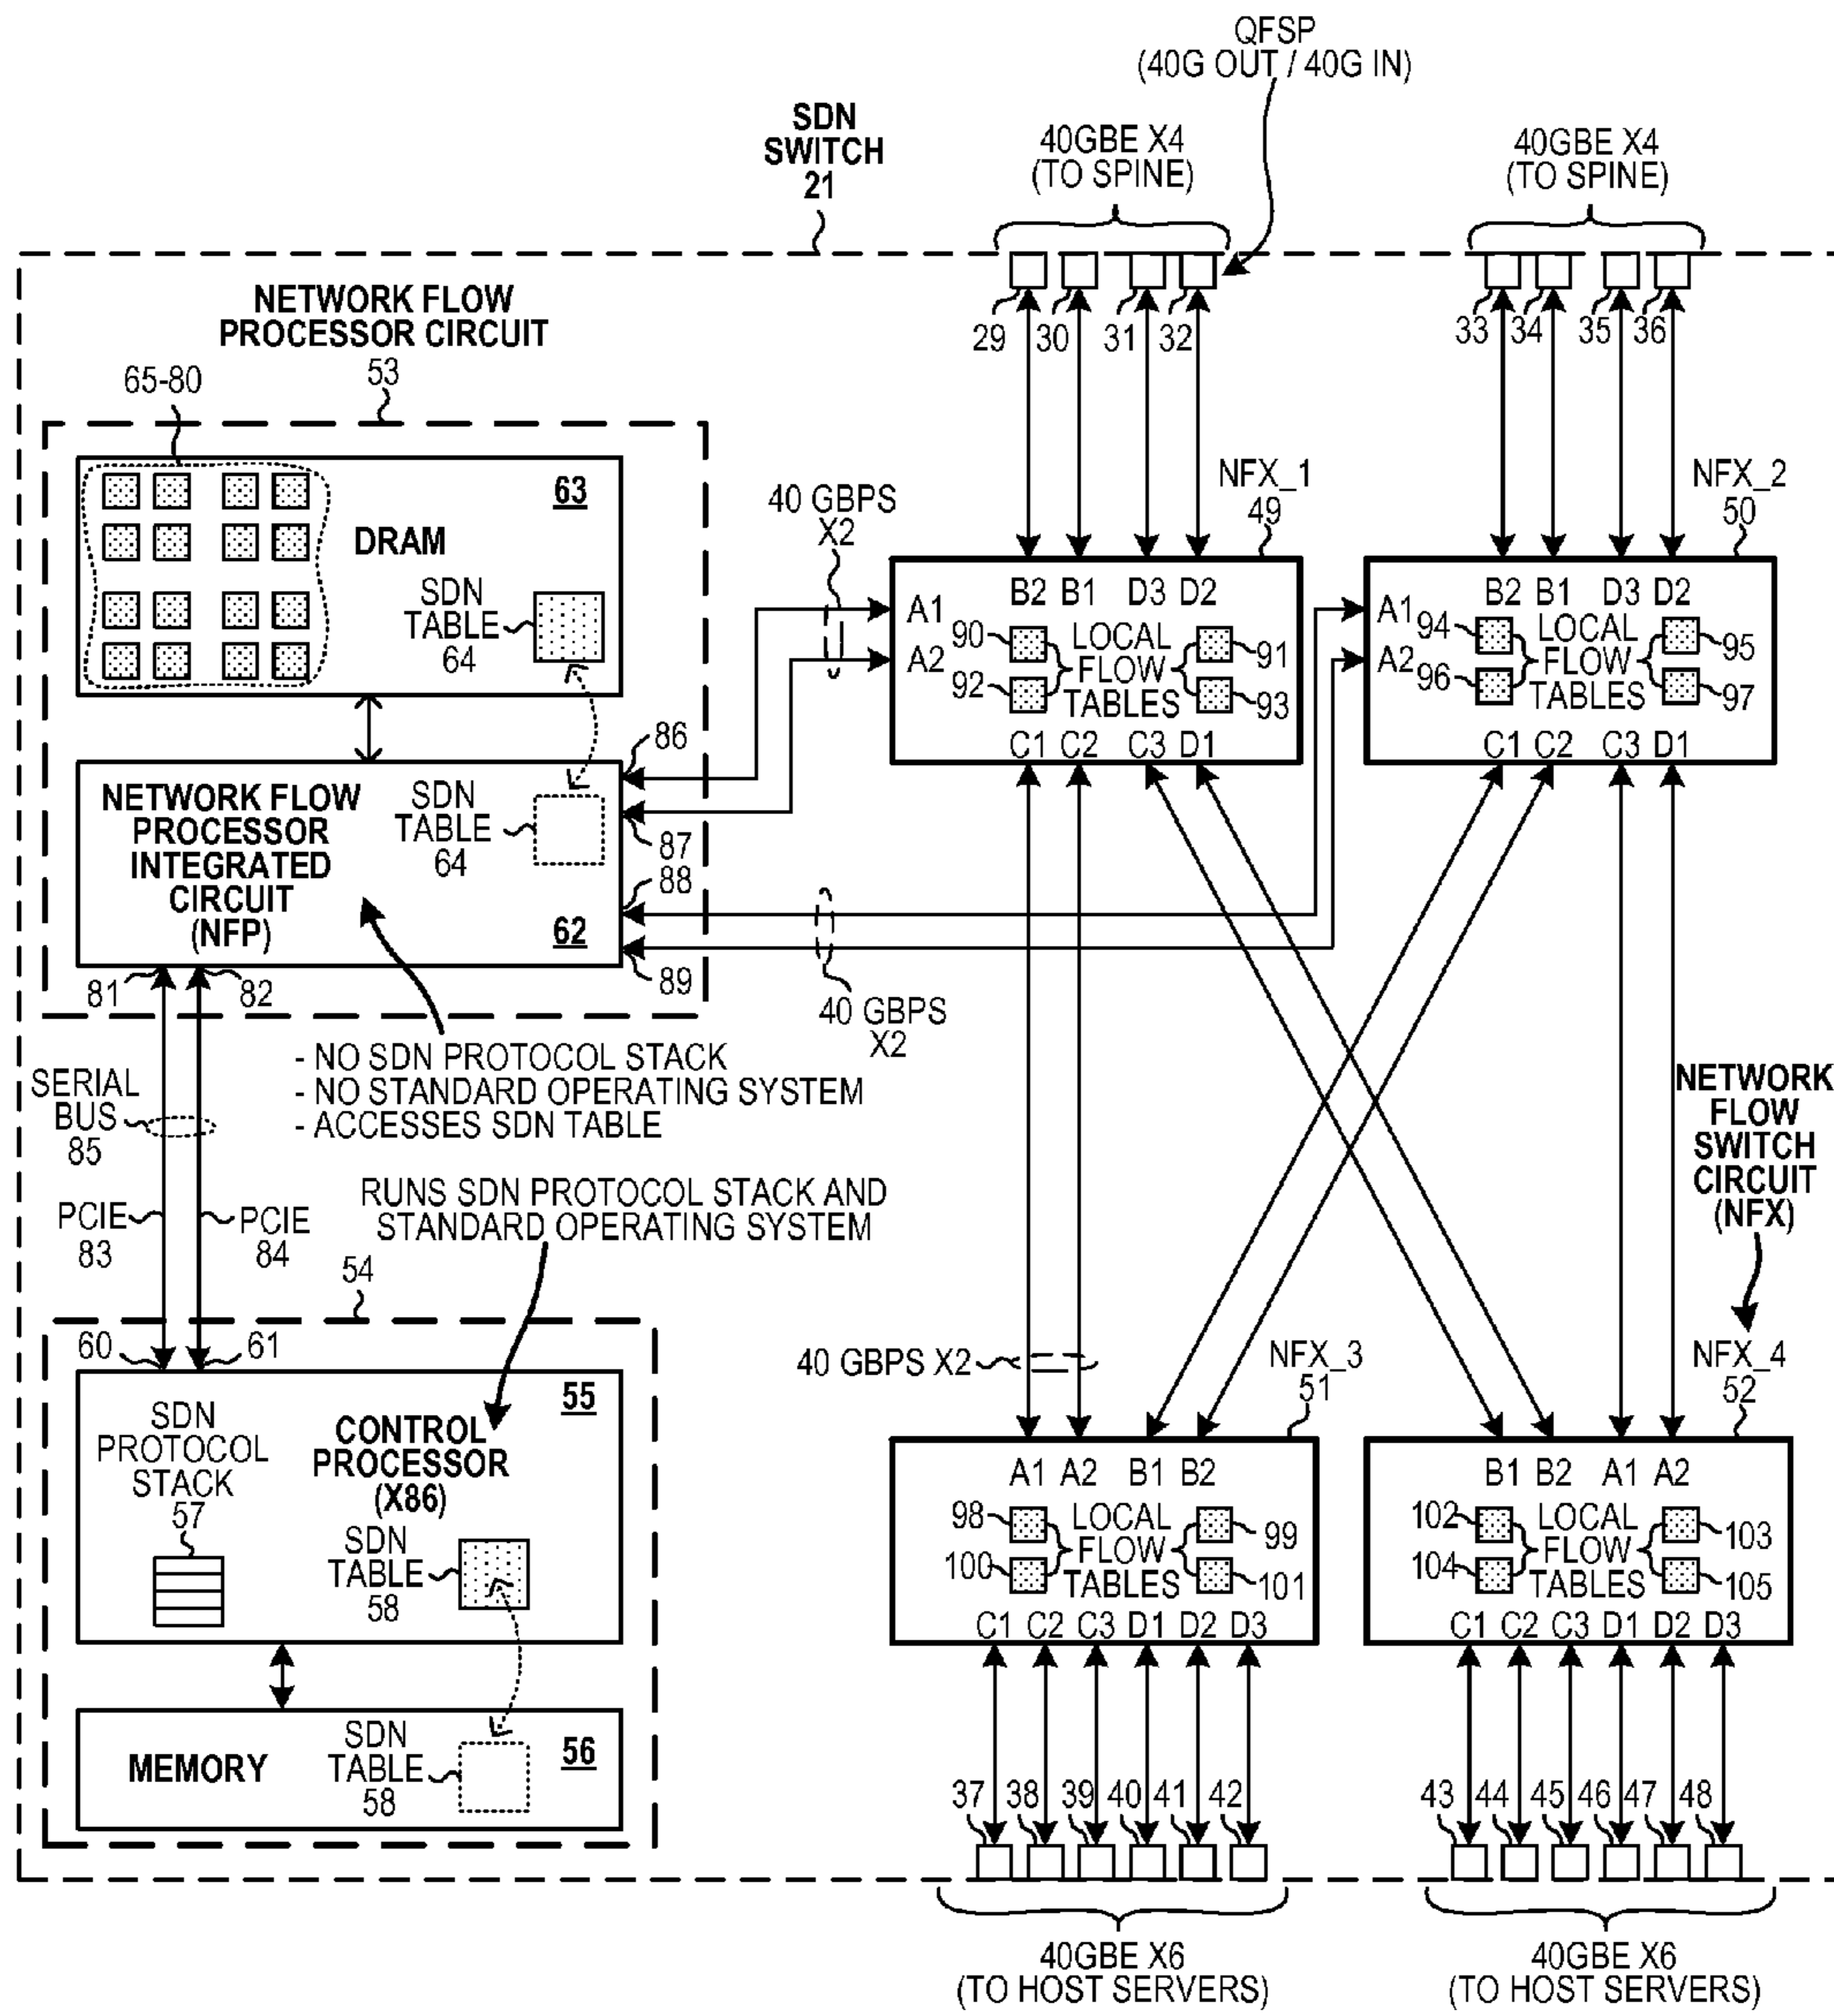 QFSP
(40G OUT / 40G IN)
SDN
SWITCH
21
40GBE X4
(TO SPINE)
40GBE X4
(TO SPINE)
NETWORK FLOW
PROCESSOR CIRCUIT
53
65-80
29
30
31
32
33
34
35
36
63
DRAM
SDN
TABLE
64
40 GBPS
X2
NFX_1
49
NFX_2
50
A1
A2
B2 B1 D3 D2
90
92
LOCAL
FLOW
TABLES
91
93
C1 C2 C3 D1
A1
A2
B2 B1 D3 D2
94
96
LOCAL
FLOW
TABLES
95
97
C1 C2 C3 D1
NETWORK FLOW
PROCESSOR
INTEGRATED
CIRCUIT
(NFP)
SDN
TABLE
64
62
86
87
88
89
81
82
40 GBPS
X2
- NO SDN PROTOCOL STACK
- NO STANDARD OPERATING SYSTEM
- ACCESSES SDN TABLE
SERIAL
BUS
85
PCIE
83
PCIE
84
RUNS SDN PROTOCOL STACK AND
STANDARD OPERATING SYSTEM
NETWORK
FLOW
SWITCH
CIRCUIT
(NFX)
54
60
61
55
SDN
PROTOCOL
STACK
57
CONTROL
PROCESSOR
(X86)
SDN
TABLE
58
MEMORY
SDN
TABLE
58
56
40 GBPS X2
NFX_3
51
NFX_4
52
A1 A2 B1 B2
98
100
LOCAL
FLOW
TABLES
99
101
C1 C2 C3 D1 D2 D3
B1 B2 A1 A2
102
104
LOCAL
FLOW
TABLES
103
105
C1 C2 C3 D1 D2 D3
37
38
39
40
41
42
43
44
45
46
47
48
40GBE X6
(TO HOST SERVERS)
40GBE X6
(TO HOST SERVERS)